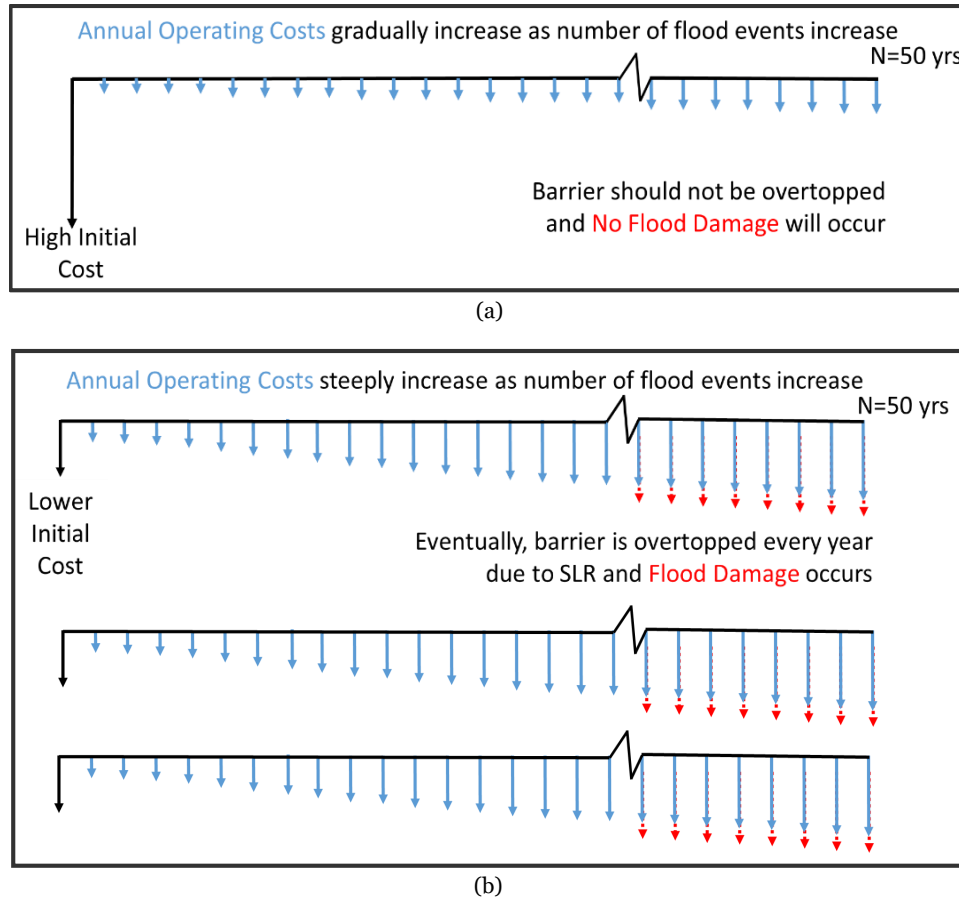 Annual Operating Costs gradually increase as number of flood events increase
N=50 yrs
Barrier should not be overtopped
and No Flood Damage will occur
High Initial
Cost
(a)
Annual Operating Costs steeply increase as number of flood events increase
N=50 yrs
Lower
Initial
Cost
Eventually, barrier is overtopped every year
due to SLR and Flood Damage occurs
(b)